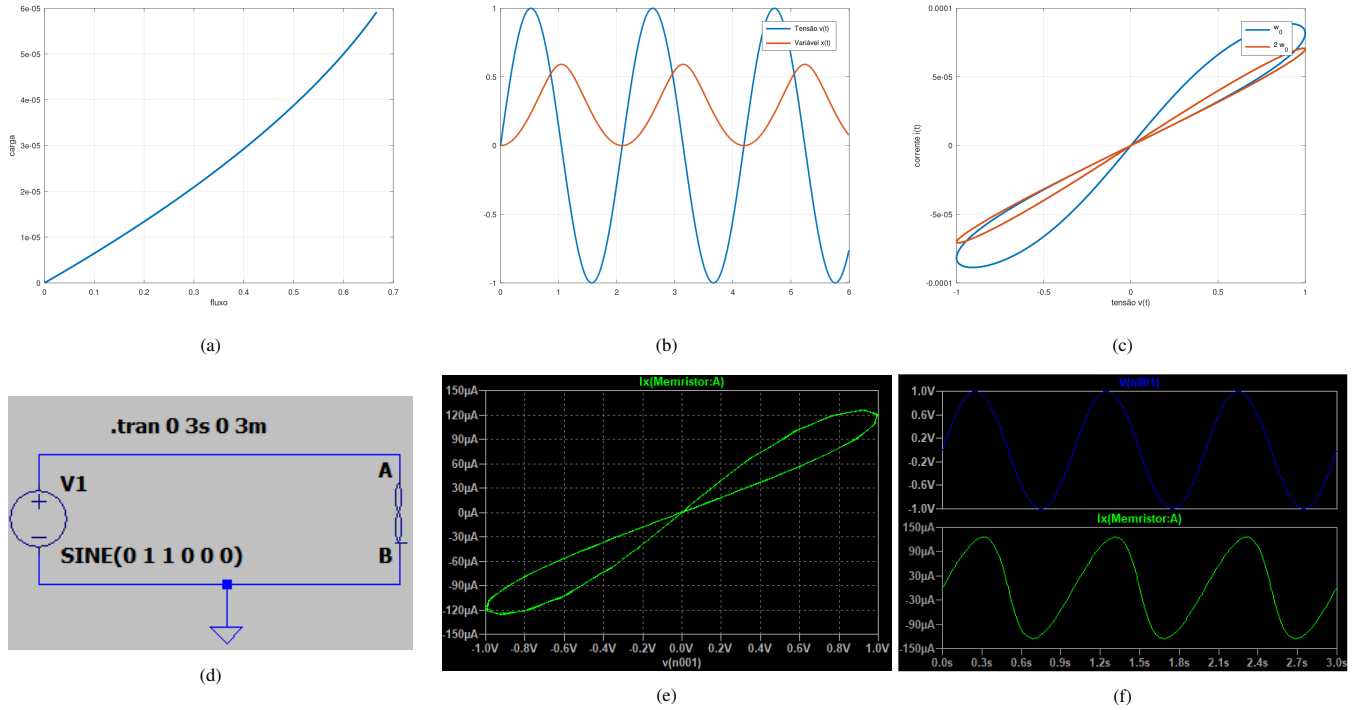 6e-05
5e-05
4e-05
3e-05
2e-05
1e-05
0
carga
0 0.1 0.2 0.3 0.4 0.5 0.6 0.7
fluxo
(a)
1
0.5
0
-0.5
-1
Tensão v(t)
Variável x(t)
0 1 2 3 4 5 6
(b)
0.0001
5e-05
0
-5e-05
-0.0001
corrente i(t)
w0
2 w0
-1 -0.5 0 0.5 1
tensão v(t)
(c)
.tran 0 3s 0 3m
V1
A
SINE(0 1 1 0 0 0)
B
(d)
Ix(Memristor:A)
150µA
120µA
90µA
60µA
30µA
0µA
-30µA
-60µA
-90µA
-120µA
-150µA
-1.0V -0.8V -0.6V -0.4V -0.2V 0.0V 0.2V 0.4V 0.6V 0.8V 1.0V
v(n001)
(e)
V(n001)
1.0V
0.6V
0.2V
-0.2V
-0.6V
-1.0V
Ix(Memristor:A)
150µA
90µA
30µA
-30µA
-90µA
-150µA
0.0s 0.3s 0.6s 0.9s 1.2s 1.5s 1.8s 2.1s 2.4s 2.7s 3.0s
(f)